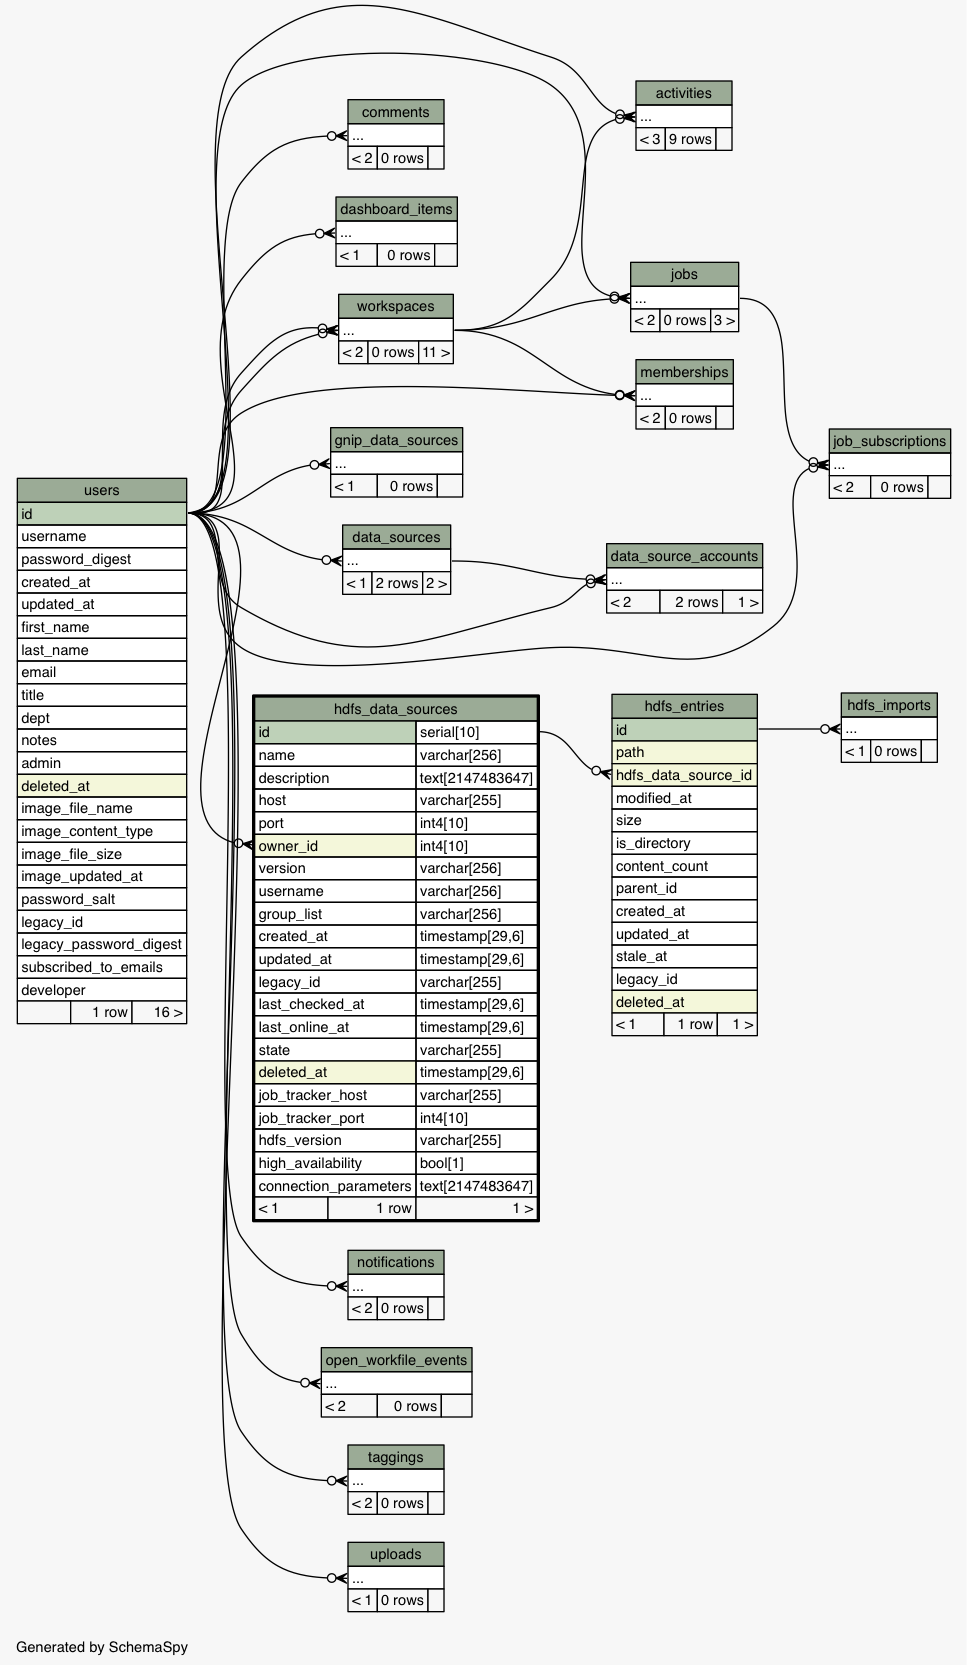 activities
...
< 3 9 rows
comments
...
< 2 0 rows
dashboard_items
...
< 1 0 rows
jobs
...
< 2 0 rows 3 >
workspaces
...
< 2 0 rows 11 >
memberships
...
< 2 0 rows
gnip_data_sources
...
< 1 0 rows
job_subscriptions
...
< 2 0 rows
data_sources
...
< 1 2 rows 2 >
data_source_accounts
...
< 2 2 rows 1 >
users
id
username
password_digest
created_at
updated_at
first_name
last_name
email
title
dept
notes
admin
deleted_at
image_file_name
image_content_type
image_file_size
image_updated_at
password_salt
legacy_id
legacy_password_digest
subscribed_to_emails
developer
1 row 16 >
hdfs_data_sources
id serial[10]
name varchar[256]
description text[2147483647]
host varchar[255]
port int4[10]
owner_id int4[10]
version varchar[256]
username varchar[256]
group_list varchar[256]
created_at timestamp[29,6]
updated_at timestamp[29,6]
legacy_id varchar[255]
last_checked_at timestamp[29,6]
last_online_at timestamp[29,6]
state varchar[255]
deleted_at timestamp[29,6]
job_tracker_host varchar[255]
job_tracker_port int4[10]
hdfs_version varchar[255]
high_availability bool[1]
connection_parameters text[2147483647]
< 1 1 row 1 >
hdfs_entries
id
path
hdfs_data_source_id
modified_at
size
is_directory
content_count
parent_id
created_at
updated_at
stale_at
legacy_id
deleted_at
< 1 1 row 1 >
hdfs_imports
...
< 1 0 rows
notifications
...
< 2 0 rows
open_workfile_events
...
< 2 0 rows
taggings
...
< 2 0 rows
uploads
...
< 1 0 rows
Generated by SchemaSpy